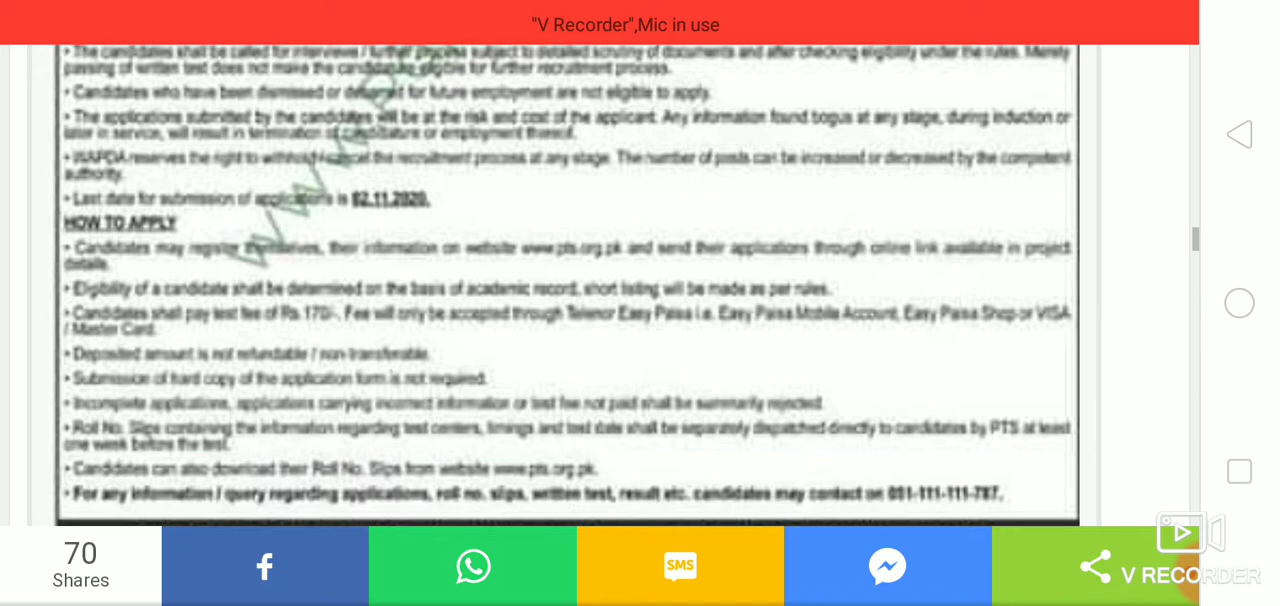 "V Recorder",Mic in use
• The candidates shall be called for interviews / further process subject to detailed scrutiny of documents and after checking eligibility under the rules. Merely
passing of written test does not make the candidature eligible for further recruitment process.
• Candidates who have been dismissed or debarred for future employment are not eligible to apply.
• The applications submitted by the candidates will be at the risk and cost of the applicant. Any information found bogus at any stage, during induction or
later in service, will result in termination of candidature or employment thereof.
• WAPDA reserves the right to withhold / cancel the recruitment process at any stage. The number of posts can be increased or decreased by the competent
authority.
• Last date for submission of applications is 02.11.2020.
HOW TO APPLY
• Candidates may register themselves, their information on website www.pts.org.pk and send their applications through online link available in project
details.
• Eligibility of a candidate shall be determined on the basis of academic record, short listing will be made as per rules.
• Candidates shall pay test fee of Rs. 170/-. Fee will only be accepted through Telenor Easy Paisa i.e. Easy Paisa Mobile Account, Easy Paisa Shop or VISA
/ Master Card.
• Deposited amount is not refundable / non-transferable.
• Submission of hard copy of the application form is not required.
• Incomplete applications, applications carrying incorrect information or test fee not paid shall be summarily rejected.
• Roll No. Slips containing the information regarding test centers, timings and test date shall be separately dispatched directly to candidates by PTS at least
one week before the test.
• Candidates can also download their Roll No. Slips from website www.pts.org.pk.
• For any information / query regarding applications, roll no. slips, written test, result etc. candidates may contact on 051-111-111-787.
www.P
70
Shares
SMS
V RECORDER